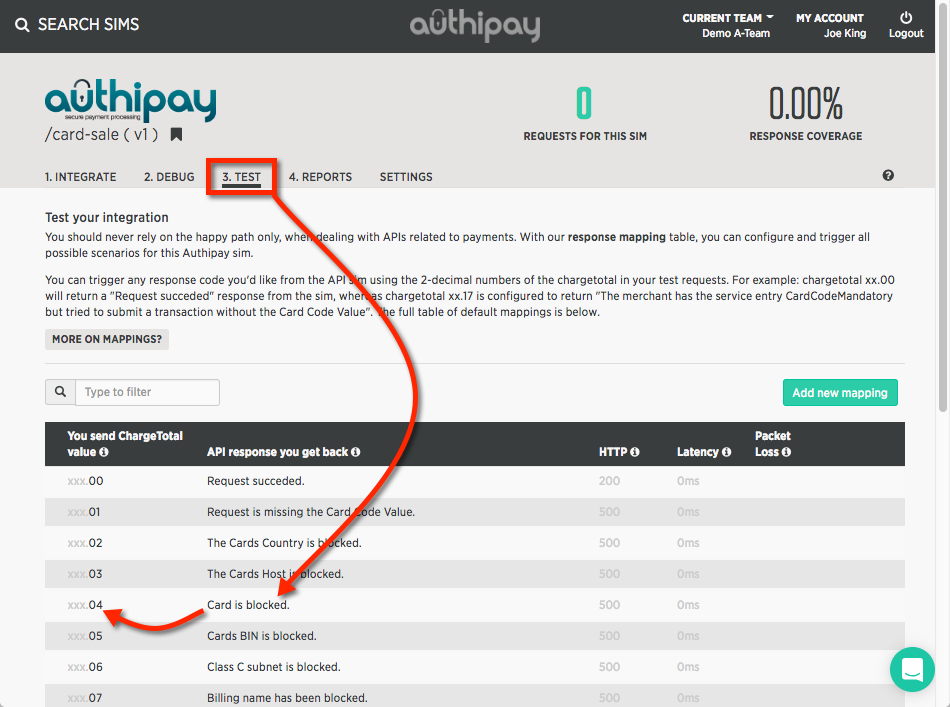 SEARCH SIMS
authipay
CURRENT TEAM
Demo A-Team
MY ACCOUNT
Joe King
Logout
authipay
secure payment processing
/card-sale ( v1 )
0
REQUESTS FOR THIS SIM
0.00%
RESPONSE COVERAGE
1. INTEGRATE 2. DEBUG 3. TEST 4. REPORTS SETTINGS ?
Test your integration
You should never rely on the happy path only, when dealing with APIs related to payments. With our response mapping table, you can configure and trigger all
possible scenarios for this Authipay sim.
You can trigger any response code you'd like from the API sim using the 2-decimal numbers of the chargetotal in your test requests. For example: chargetotal xx.00
will return a "Request succeded" response from the sim, whereas chargetotal xx.17 is configured to return "The merchant has the service entry CardCodeMandatory
but tried to submit a transaction without the Card Code Value". The full table of default mappings is below.
MORE ON MAPPINGS?
Type to filter
Add new mapping
You send ChargeTotal
value
API response you get back
HTTP
Latency
Packet
Loss
xxx.00 Request succeded. 200 0ms
xxx.01 Request is missing the Card Code Value. 500 0ms
xxx.02 The Cards Country is blocked. 500 0ms
xxx.03 The Cards Host is blocked. 500 0ms
xxx.04 Card is blocked. 500 0ms
xxx.05 Cards BIN is blocked. 500 0ms
xxx.06 Class C subnet is blocked. 500 0ms
xxx.07 Billing name has been blocked. 500 0ms